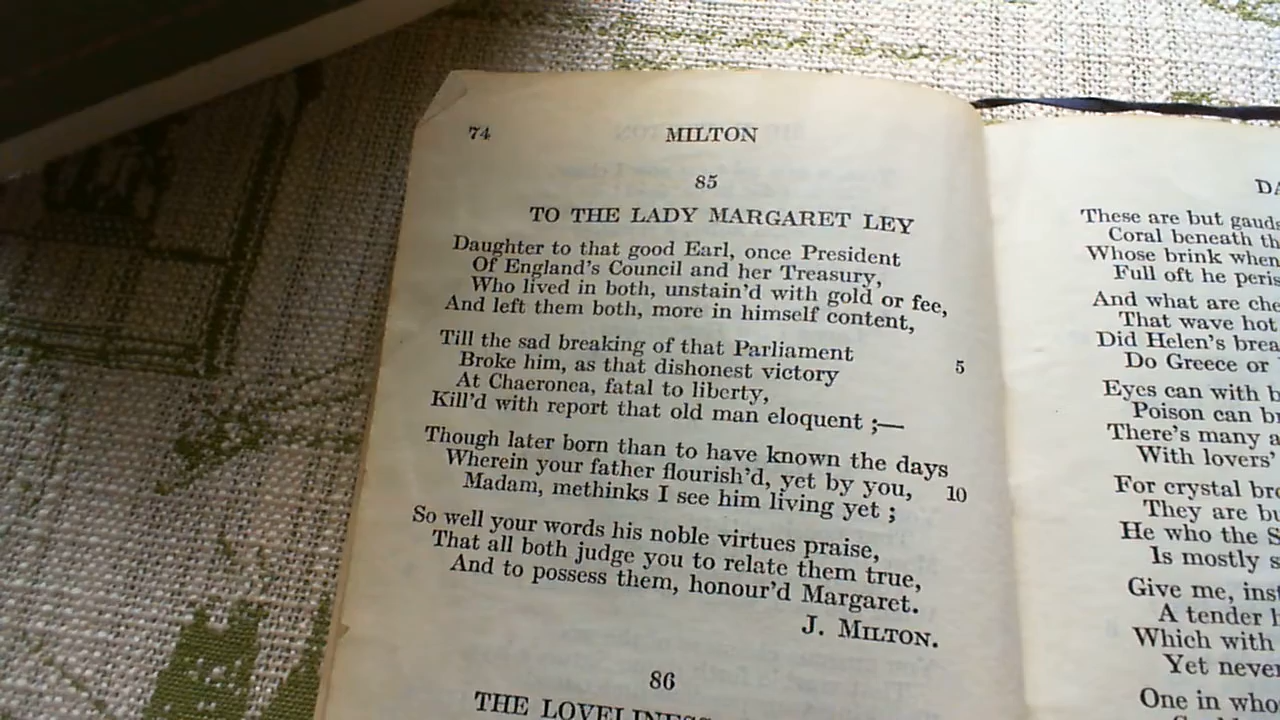 74 MILTON
85
TO THE LADY MARGARET LEY
Daughter to that good Earl, once President
Of England's Council and her Treasury,
Who lived in both, unstain'd with gold or fee,
And left them both, more in himself content,
Till the sad breaking of that Parliament
Broke him, as that dishonest victory 5
At Chaeronea, fatal to liberty,
Kill'd with report that old man eloquent ;—
Though later born than to have known the days
Wherein your father flourish'd, yet by you, 10
Madam, methinks I see him living yet ;
So well your words his noble virtues praise,
That all both judge you to relate them true,
And to possess them, honour'd Margaret.
J. MILTON.
86
THE LOVELINESS
These are but gauds
Coral beneath
Whose brink when
Full oft he
And what are
That wave hot
Did Helen's
Do Greece or
Eyes can with
Poison can
There's many a
With lovers'
For crystal
They are
He who the
Is mostly
Give me,
A tender
Which with
Yet never
One in who